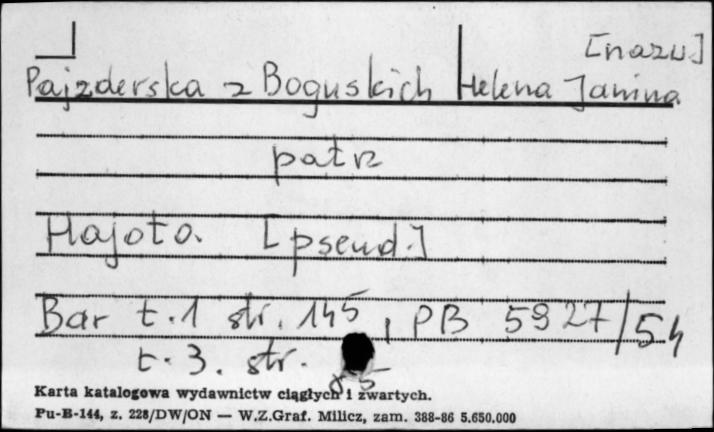 [nazw]
Pajzderska z Boguskich Helena Janina
patrz
Hajota. [pseud.]
Bar t.1 str. 145, PB 5927/54
t. 3. str. 85
Karta katalogowa wydawnictw ciągłych i zwartych.
Pu-B-144, z. 228/DW/ON — W.Z.Graf. Milicz, zam. 388-86 5.650.000